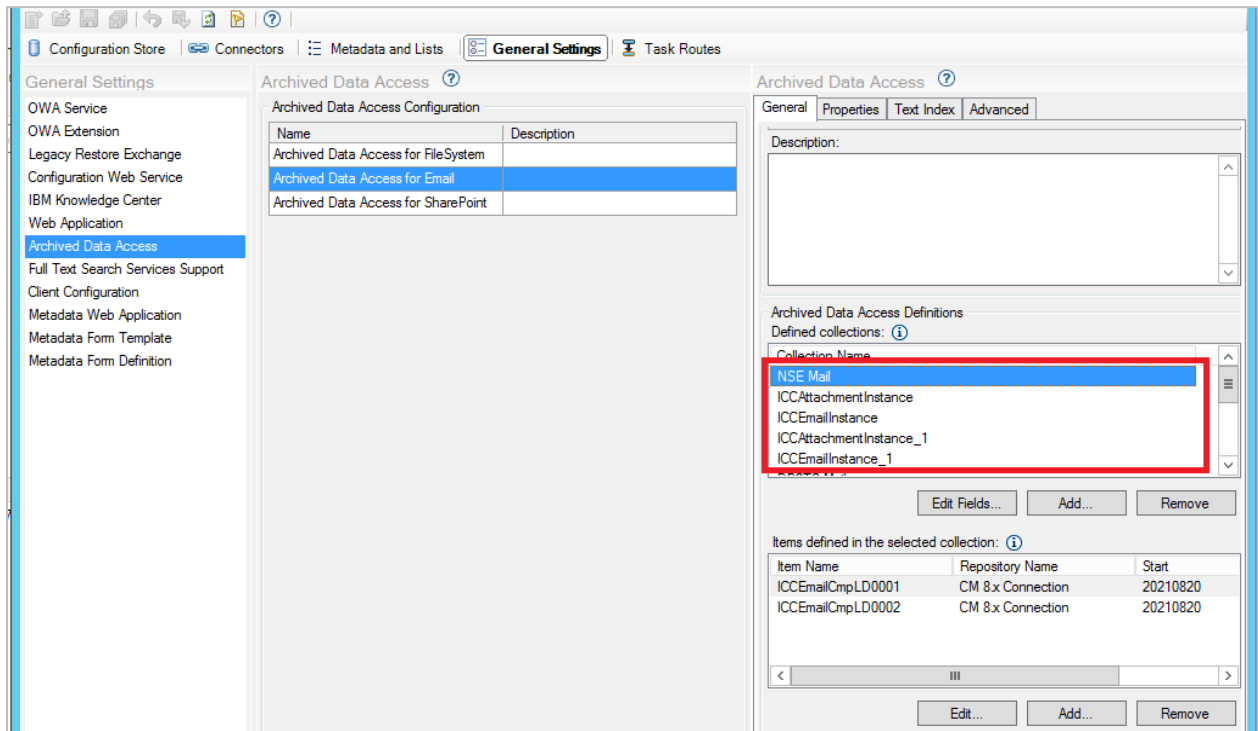 Configuration Store Connectors Metadata and Lists General Settings Task Routes
General Settings
OWA Service
OWA Extension
Legacy Restore Exchange
Configuration Web Service
IBM Knowledge Center
Web Application
Archived Data Access
Full Text Search Services Support
Client Configuration
Metadata Web Application
Metadata Form Template
Metadata Form Definition
Archived Data Access
Archived Data Access Configuration
Name Description
Archived Data Access for FileSystem
Archived Data Access for Email
Archived Data Access for SharePoint
Archived Data Access
General Properties Text Index Advanced
Description:
Archived Data Access Definitions
Defined collections:
Collection Name
NSE Mail
ICCAttachmentInstance
ICCEmailInstance
ICCAttachmentInstance_1
ICCEmailInstance_1
Edit Fields... Add... Remove
Items defined in the selected collection:
Item Name Repository Name Start
ICCEmailCmpLD0001 CM 8.x Connection 20210820
ICCEmailCmpLD0002 CM 8.x Connection 20210820
Edit... Add... Remove